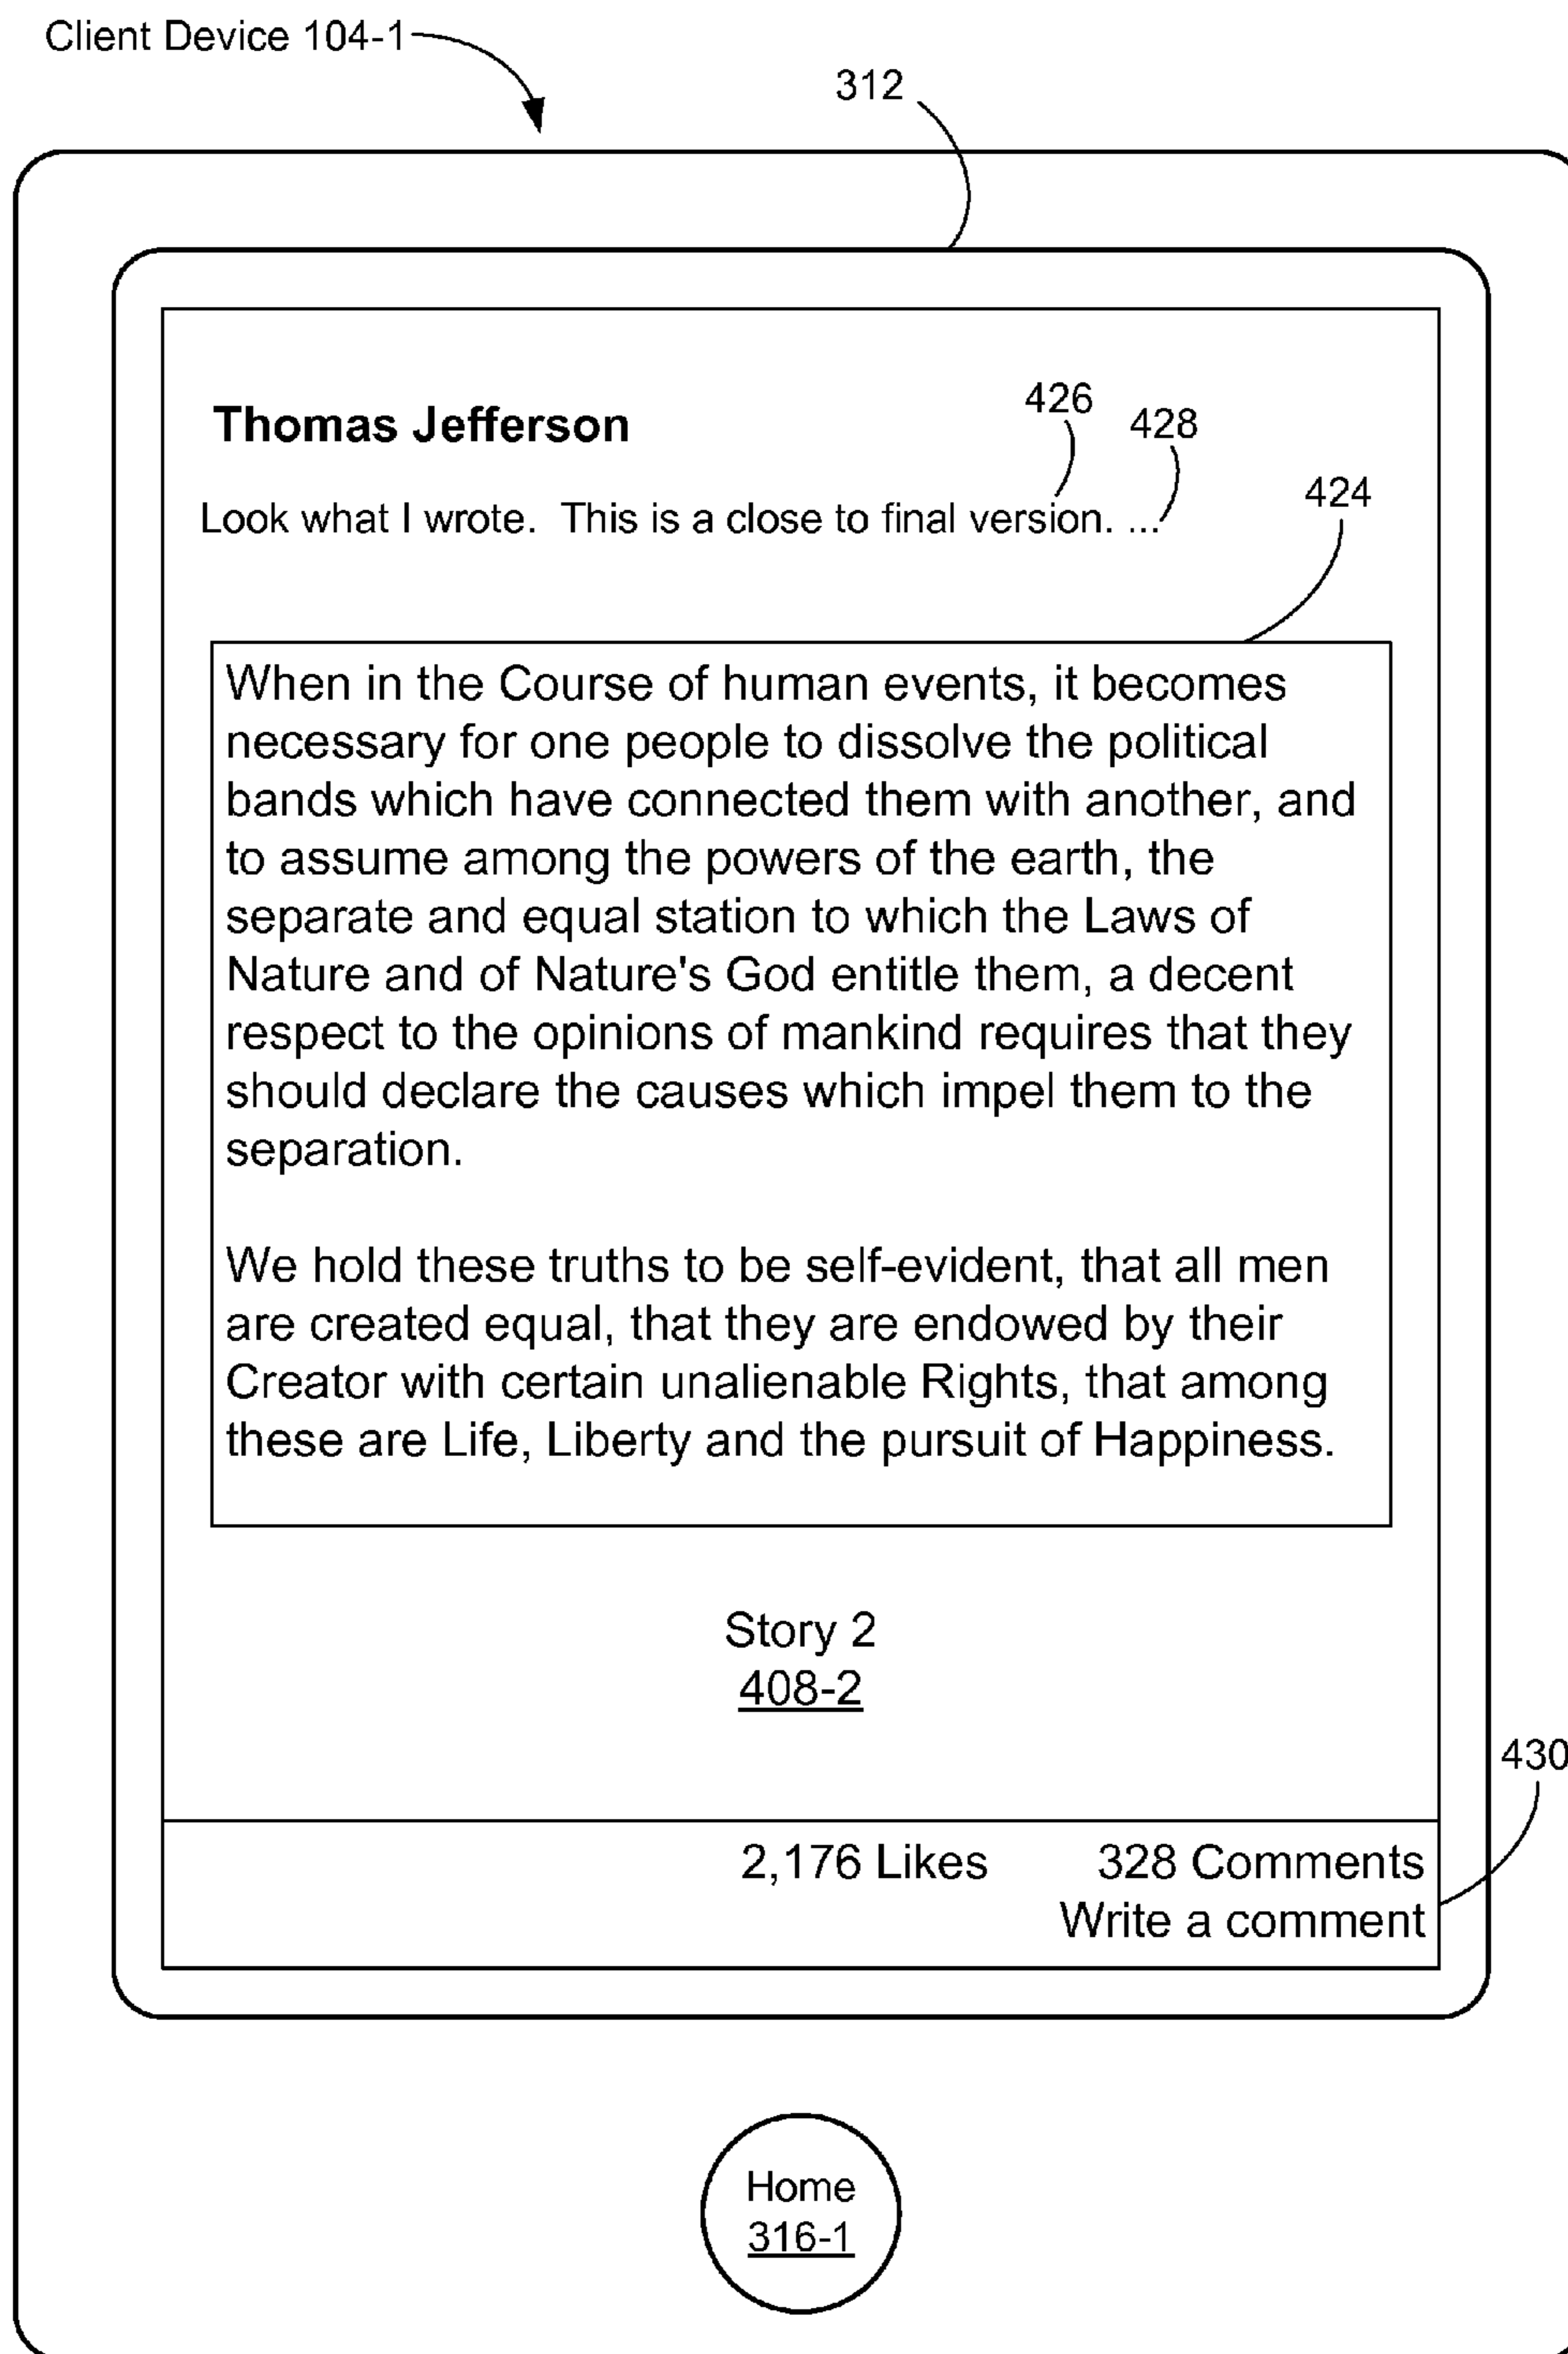 Client Device 104-1
312
Thomas Jefferson
426
428
Look what I wrote.  This is a close to final version. ...
424
When in the Course of human events, it becomes
necessary for one people to dissolve the political
bands which have connected them with another, and
to assume among the powers of the earth, the
separate and equal station to which the Laws of
Nature and of Nature's God entitle them, a decent
respect to the opinions of mankind requires that they
should declare the causes which impel them to the
separation.
We hold these truths to be self-evident, that all men
are created equal, that they are endowed by their
Creator with certain unalienable Rights, that among
these are Life, Liberty and the pursuit of Happiness.
Story 2
408-2
430
2,176 Likes
328 Comments
Write a comment
Home
316-1